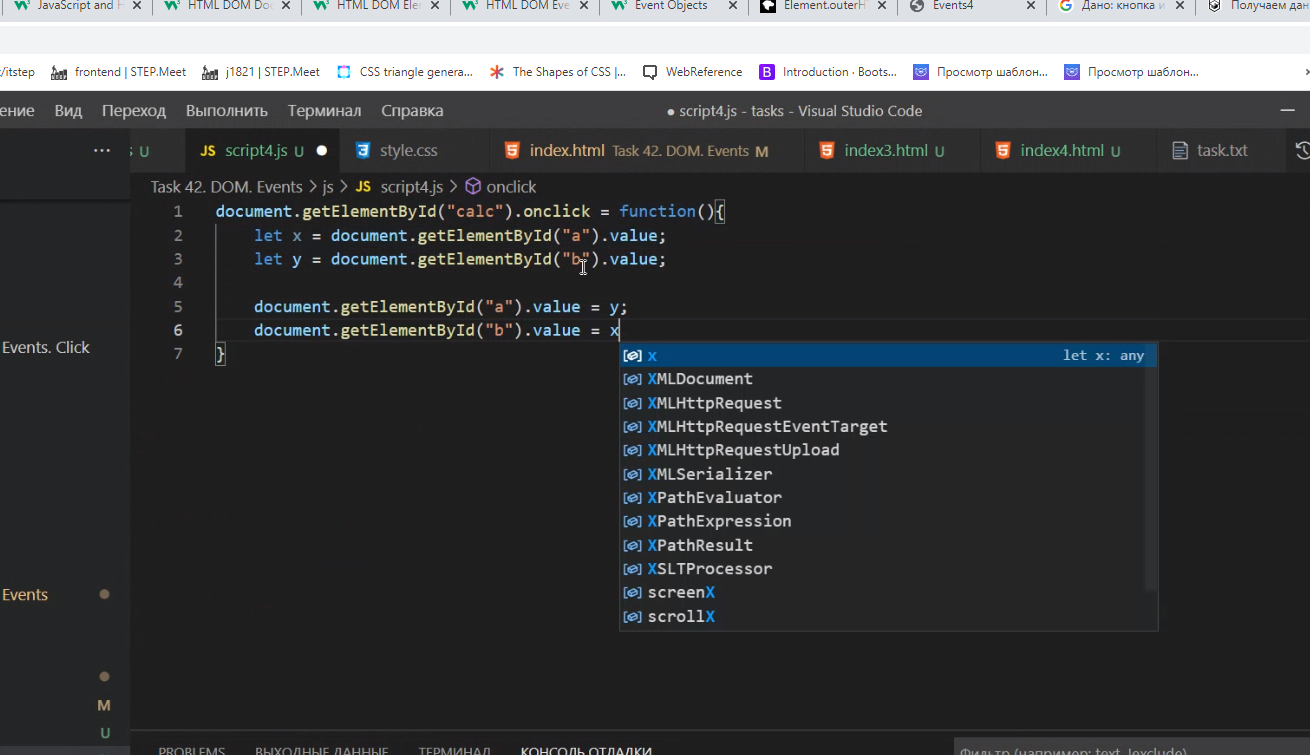 JavaScript and H
HTML DOM Do
HTML DOM Ele
HTML DOM Eve
Event Objects
Element.outerH
Events4
Дано: кнопка и
Получаем дан
/itstep
frontend | STEP.Meet
j1821 | STEP.Meet
CSS triangle genera...
The Shapes of CSS |...
WebReference
Introduction · Boots...
Просмотр шаблон...
Просмотр шаблон...
ение Вид Переход Выполнить Терминал Справка
● script4.js - tasks - Visual Studio Code
... s U
JS script4.js U ●
style.css
index.html Task 42. DOM. Events M
index3.html U
index4.html U
task.txt
Task 42. DOM. Events > js > JS script4.js > onclick
1 document.getElementById("calc").onclick = function(){
2 let x = document.getElementById("a").value;
3 let y = document.getElementById("b").value;
4
5 document.getElementById("a").value = y;
6 document.getElementById("b").value = x
7 }
x let x: any
XMLDocument
XMLHttpRequest
XMLHttpRequestEventTarget
XMLHttpRequestUpload
XMLSerializer
XPathEvaluator
XPathExpression
XPathResult
XSLTProcessor
screenX
scrollX
Events. Click
Events
M
U
PROBLEMS ВЫХОДНЫЕ ДАННЫЕ ТЕРМИНАЛ КОНСОЛЬ ОТЛАДКИ
Фильтр (например: text, !exclude)